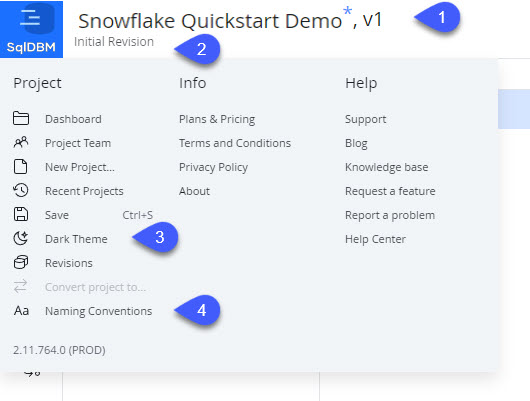 Snowflake Quickstart Demo*, v1
1
SqlDBM
Initial Revision
2
Project
Dashboard
Project Team
New Project...
Recent Projects
Save Ctrl+S
Dark Theme
3
Revisions
Convert project to...
Aa Naming Conventions
4
2.11.764.0 (PROD)
Info
Plans & Pricing
Terms and Conditions
Privacy Policy
About
Help
Support
Blog
Knowledge base
Request a feature
Report a problem
Help Center